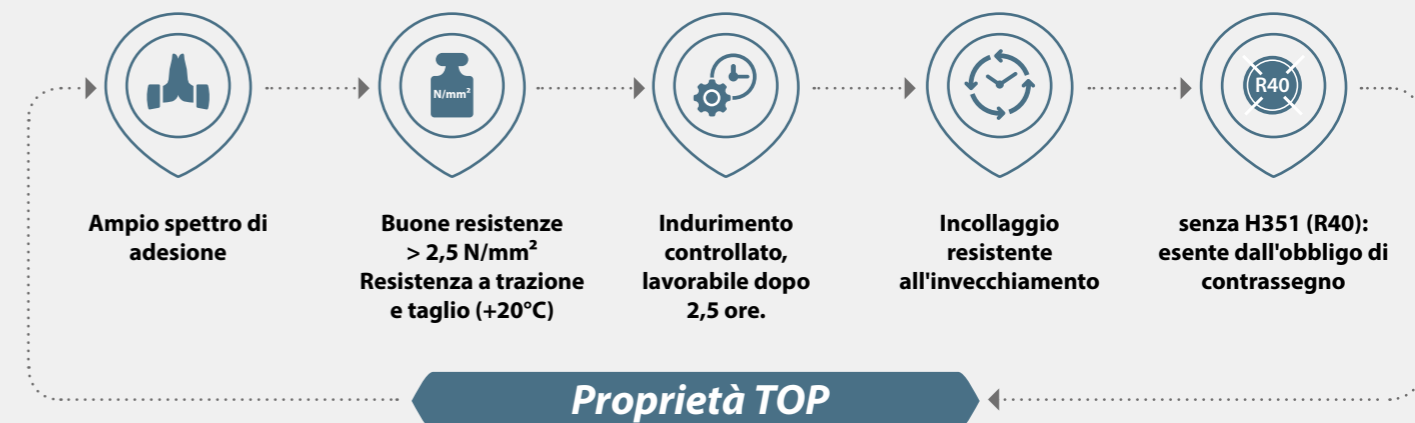 N/mm²
R40
Ampio spettro di
adesione
Buone resistenze
> 2,5 N/mm²
Resistenza a trazione
e taglio (+20°C)
Indurimento
controllato,
lavorabile dopo
2,5 ore.
Incollaggio
resistente
all'invecchiamento
senza H351 (R40):
esente dall'obbligo di
contrassegno
Proprietà TOP